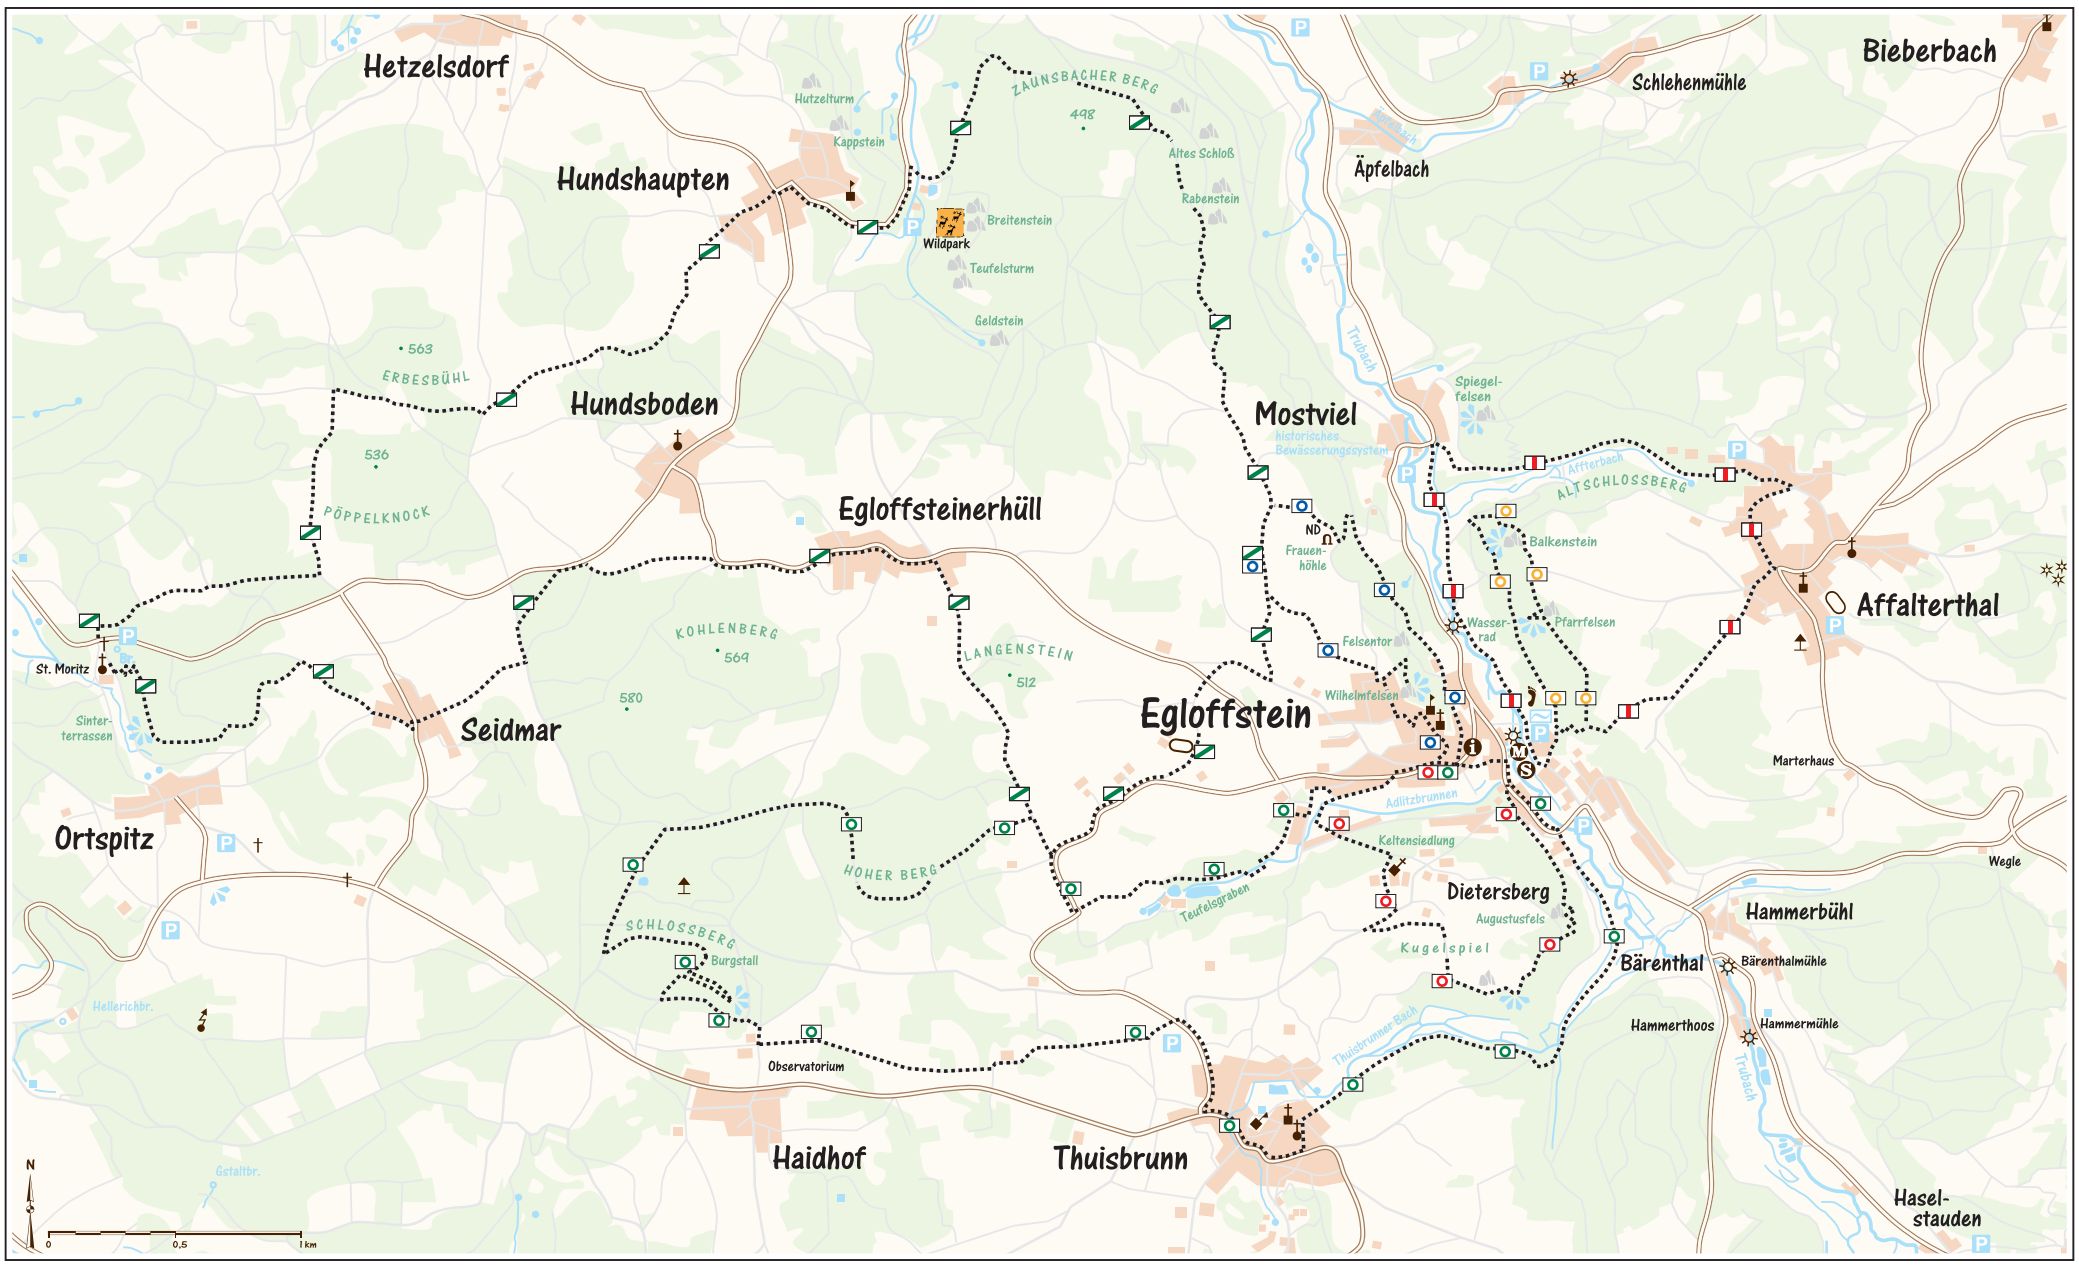 Hetzelsdorf
Bieberbach
Schlehenmühle
ZAUNSBACHER BERG
Hutzelturm
498
Äpfelbach
Kappstein
Altes Schloß
Äpfelbach
Hundshaupten
Rabenstein
Breitenstein
P
P
P
Wildpark
Teufelsturm
Geldstein
Trubach
563
ERBESBÜHL
Spiegel-
felsen
Hundsboden
Mostviel
historisches
Bewässerungssystem
536
P
P
Affterbach
ALTSCHLOSSBERG
PÖPPELKNOCK
Egloffsteinerhüll
ND
Frauen-
höhle
Balkenstein
Affalterthal
P
Wasser-
rad
Pfarrfelsen
KOHLENBERG
569
LANGENSTEIN
512
Felsentor
P
Br.
St. Moritz
580
Wilhelmfelsen
Egloffstein
Sinter-
terrassen
Seidmar
P
i
M
S
Marterhaus
Adlitzbrunnen
Ortspitz
P
P
Keltensiedlung
Wegle
HOHER BERG
Dietersberg
Teufelsgraben
Augustusfels
Hammerbühl
P
SCHLOSSBERG
Burgstall
Kugelspiel
Bärenthal
Bärenthalmühle
Hellerichbr.
Thuisbrunner Bach
Hammerthoos
Hammermühle
P
Observatorium
Trubach
Haidhof
Thuisbrunn
N
Gstaltbr.
Hasel-
stauden
P
0
0,5
1 km